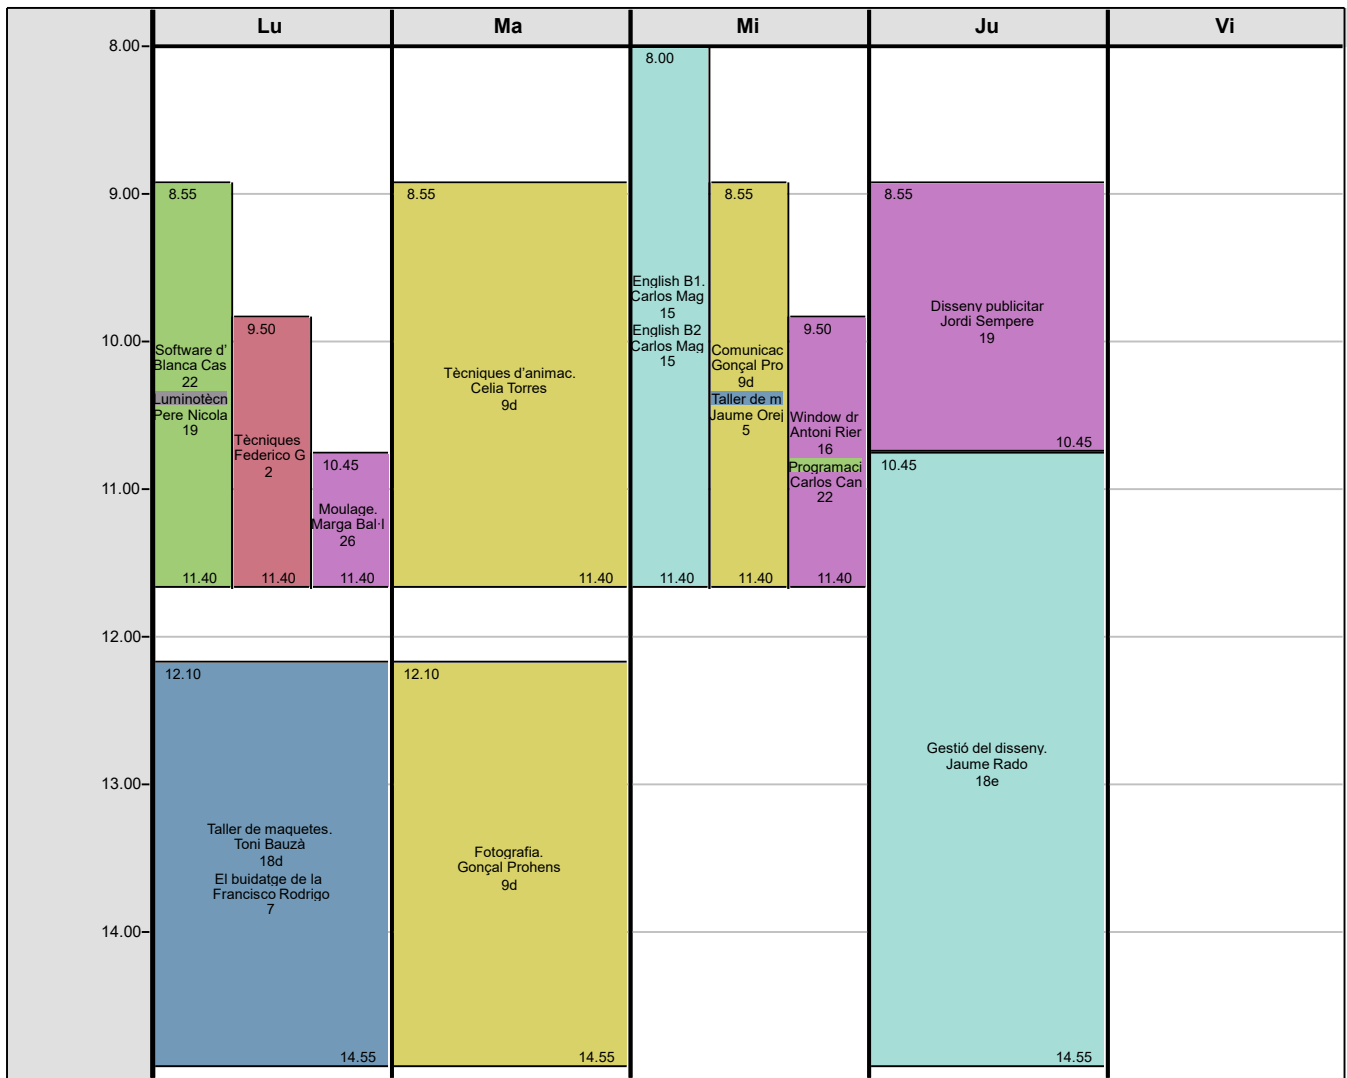 Lu
Ma
Mi
Ju
Vi
8.00
9.00
10.00
11.00
12.00
13.00
14.00
8.55
Software d'
Blanca Cas
22
Luminotècn
Pere Nicola
19
11.40
9.50
Tècniques
Federico G
2
11.40
10.45
Moulage.
Marga Bal·l
26
11.40
12.10
Taller de maquetes.
Toni Bauzà
18d
El buidatge de la
Francisco Rodrigo
7
14.55
8.55
Tècniques d'animac.
Celia Torres
9d
11.40
12.10
Fotografia.
Gonçal Prohens
9d
14.55
8.00
English B1.
Carlos Mag
15
English B2
Carlos Mag
15
11.40
8.55
Comunicac
Gonçal Pro
9d
Taller de m
Jaume Orej
5
11.40
9.50
Window dr
Antoni Rier
16
Programaci
Carlos Can
22
11.40
8.55
Disseny publicitar
Jordi Sempere
19
10.45
10.45
Gestió del disseny.
Jaume Rado
18e
14.55